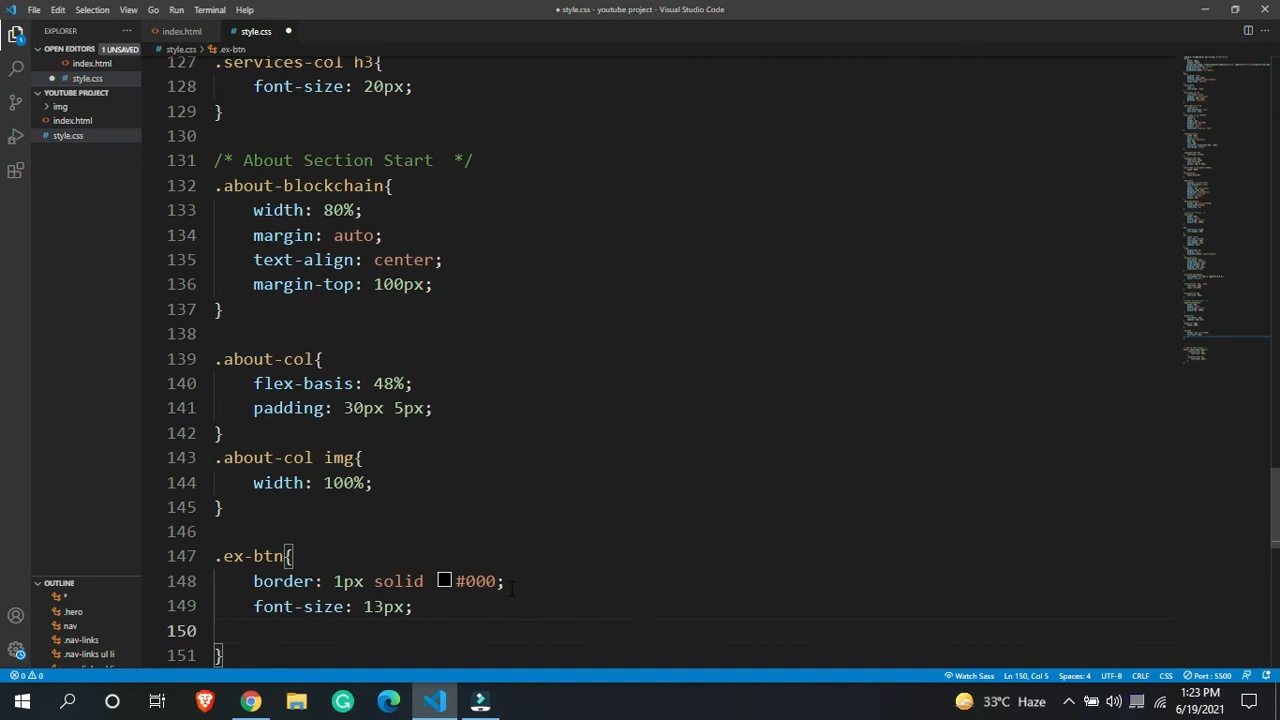 File Edit Selection View Go Run Terminal Help
● style.css - youtube project - Visual Studio Code
EXPLORER
OPEN EDITORS 1 UNSAVED
index.html
style.css
YOUTUBE PROJECT
img
index.html
style.css
OUTLINE
*
.hero
nav
.nav-links
.nav-links ul li
index.html
style.css ●
style.css > .ex-btn
127 .services-col h3{
128 font-size: 20px;
129 }
130
131 /* About Section Start */
132 .about-blockchain{
133 width: 80%;
134 margin: auto;
135 text-align: center;
136 margin-top: 100px;
137 }
138
139 .about-col{
140 flex-basis: 48%;
141 padding: 30px 5px;
142 }
143 .about-col img{
144 width: 100%;
145 }
146
147 .ex-btn{
148 border: 1px solid #000;
149 font-size: 13px;
150
151 }
0 0 Watch Sass Ln 150, Col 5 Spaces: 4 UTF-8 CRLF CSS Port : 5500
33°C Haze
1:23 PM
6/19/2021